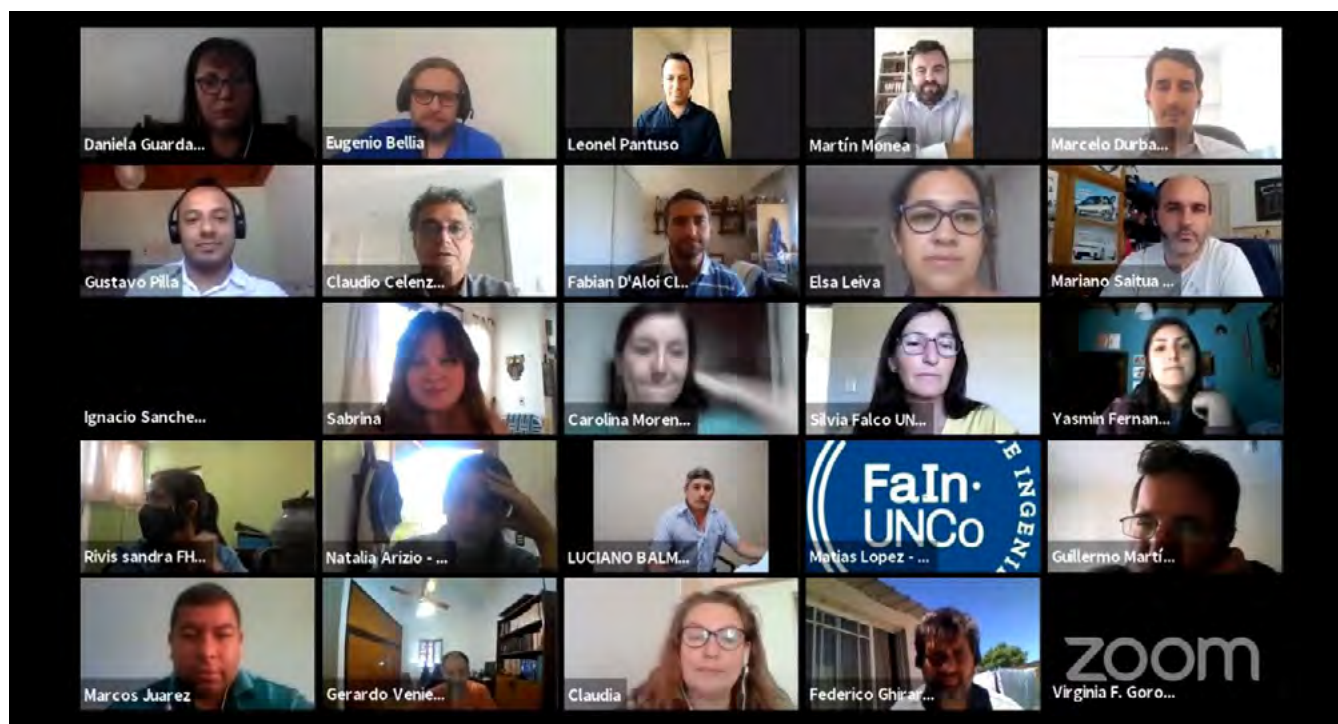 Daniela Guarda...
Eugenio Bellia
Leonel Pantuso
Martín Monea
Marcelo Durba...
Gustavo Pilla
Claudio Celenz...
Fabian D'Aloi Cl...
Elsa Leiva
Mariano Saitua ...
Ignacio Sanche...
Sabrina
Carolina Moren...
Silvia Falco UN...
Yasmin Fernan...
Rivis sandra FH...
Natalia Arizio - ...
LUCIANO BALM...
FaIn·
UNCo
E INGENI
Matias Lopez - ...
Guillermo Martí...
Marcos Juarez
Gerardo Venie...
Claudia
Federico Ghirar...
zoom
Virginia F. Goro...